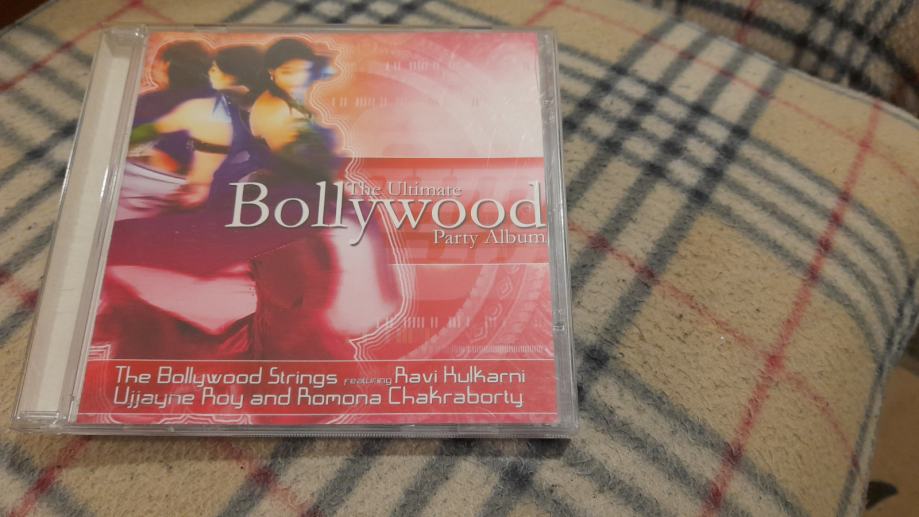 The Ultimate
Bollywood
Party Album
The Bollywood Strings featuring Ravi Kulkarni
Ujjayne Roy and Romona Chakraborty